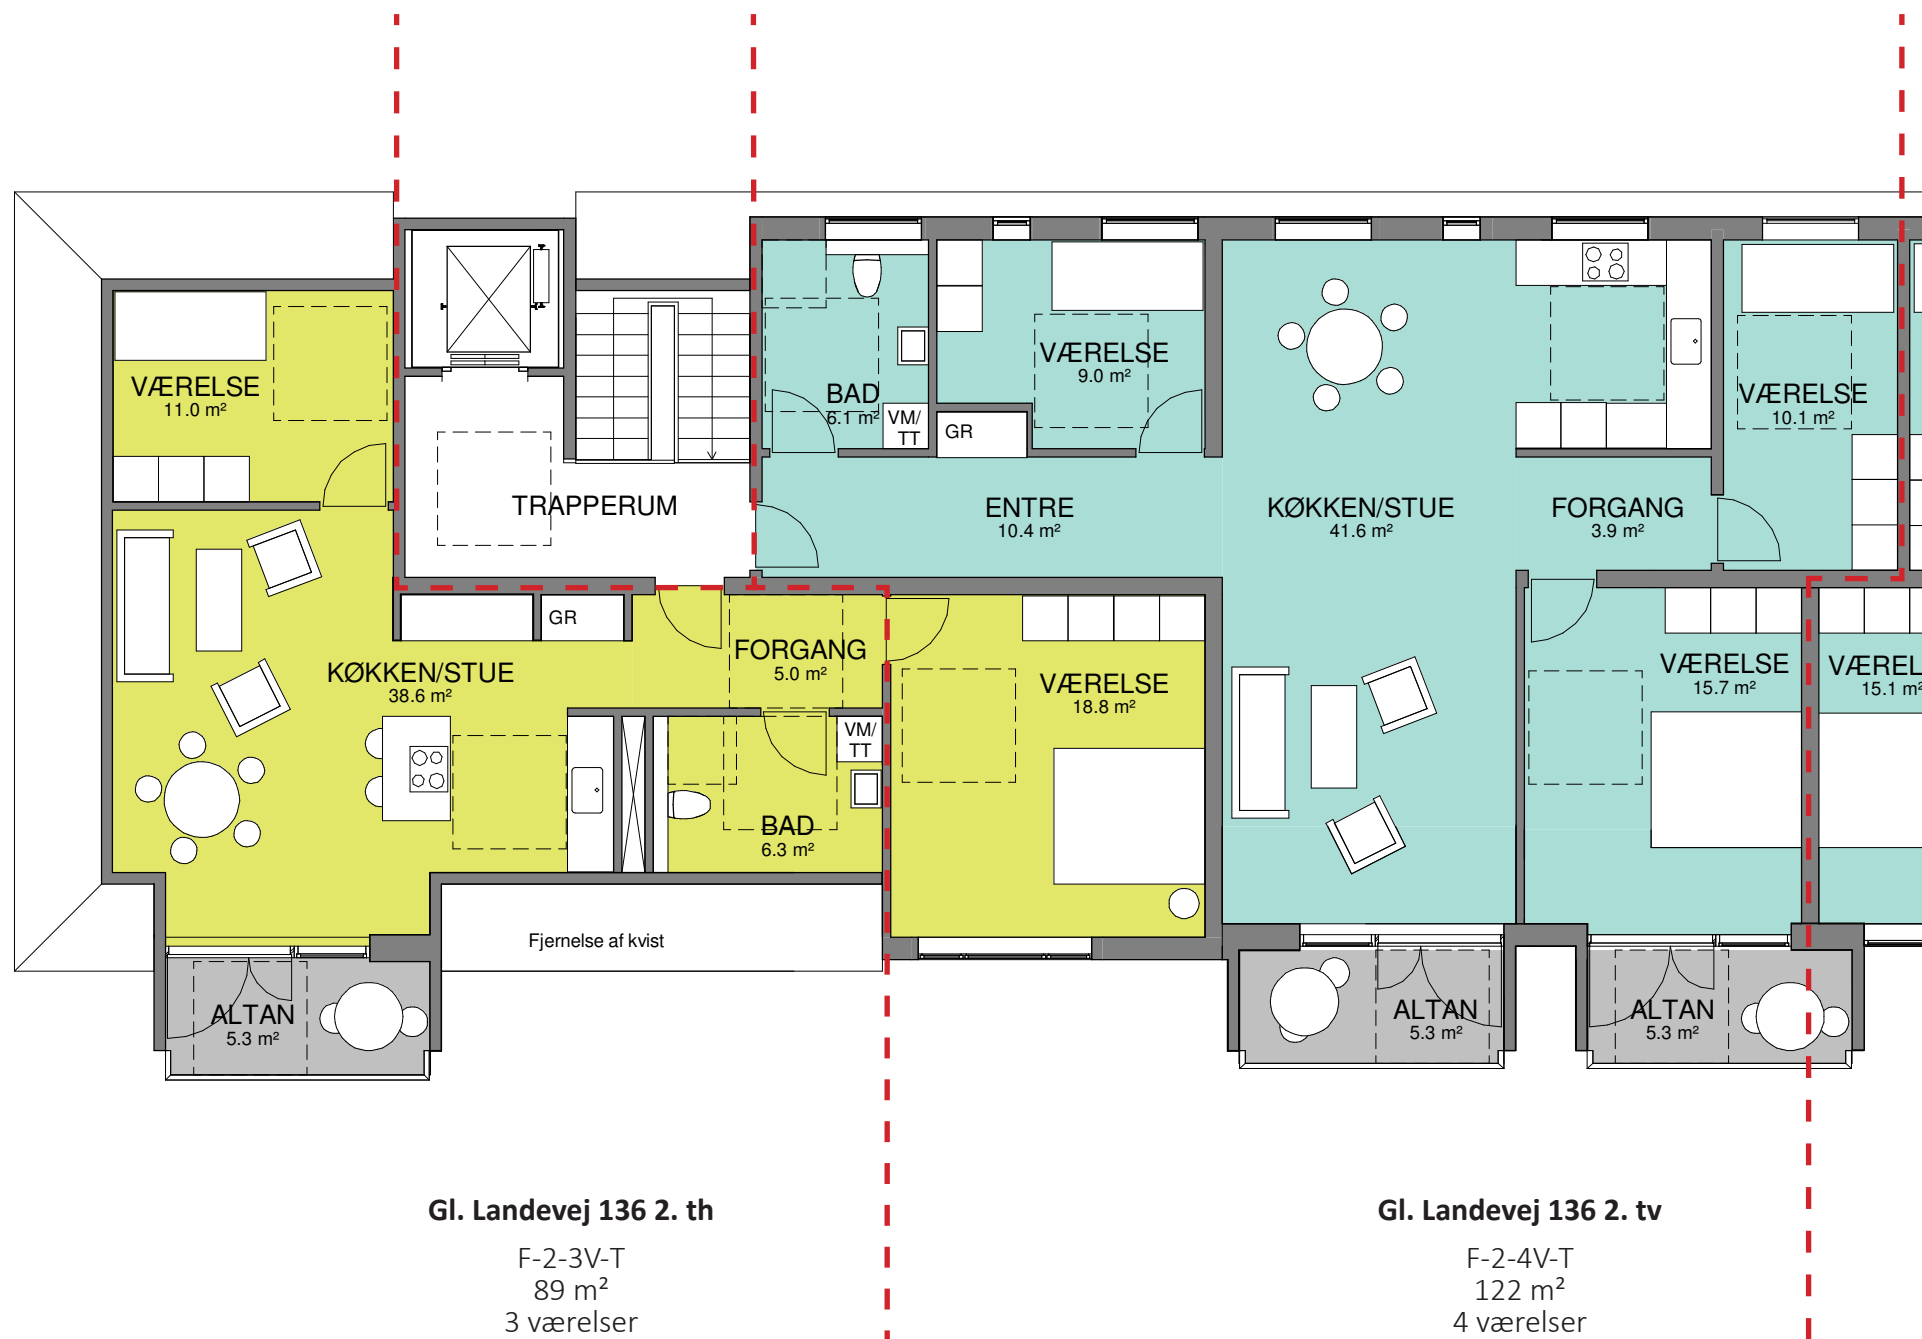 VÆRELSE
11.0 m²
TRAPPERUM
BAD
6.1 m²
VM/
TT
VÆRELSE
9.0 m²
GR
ENTRE
10.4 m²
KØKKEN/STUE
41.6 m²
FORGANG
3.9 m²
VÆRELSE
10.1 m²
GR
KØKKEN/STUE
38.6 m²
FORGANG
5.0 m²
VM/
TT
BAD
6.3 m²
VÆRELSE
18.8 m²
VÆRELSE
15.7 m²
VÆREL
15.1 m²
Fjernelse af kvist
ALTAN
5.3 m²
ALTAN
5.3 m²
ALTAN
5.3 m²
Gl. Landevej 136 2. th
F-2-3V-T
89 m²
3 værelser
Gl. Landevej 136 2. tv
F-2-4V-T
122 m²
4 værelser